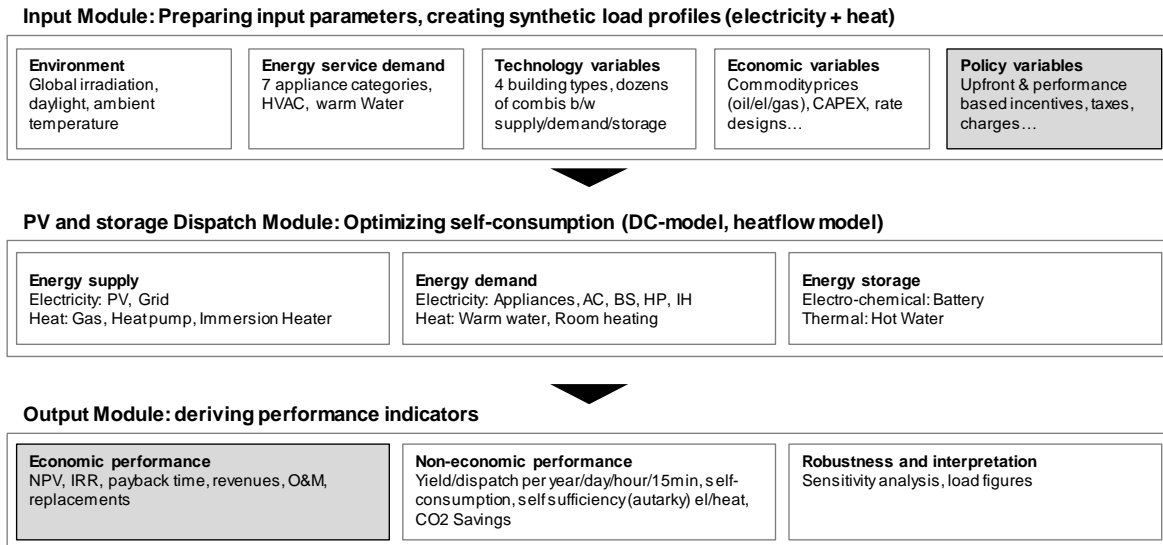 Input Module: Preparing input parameters, creating synthetic load profiles (electricity + heat)
Environment
Global irradiation,
daylight, ambient
temperature
Energy service demand
7 appliance categories,
HVAC, warm Water
Technology variables
4 building types, dozens
of combis b/w
supply/demand/storage
Economic variables
Commodity prices
(oil/el/gas), CAPEX, rate
designs…
Policy variables
Upfront & performance
based incentives, taxes,
charges…
PV and storage Dispatch Module: Optimizing self-consumption (DC-model, heatflow model)
Energy supply
Electricity: PV, Grid
Heat: Gas, Heat pump, Immersion Heater
Energy demand
Electricity: Appliances, AC, BS, HP, IH
Heat: Warm water, Room heating
Energy storage
Electro-chemical: Battery
Thermal: Hot Water
Output Module: deriving performance indicators
Economic performance
NPV, IRR, payback time, revenues, O&M,
replacements
Non-economic performance
Yield/dispatch per year/day/hour/15min, self-
consumption, self sufficiency (autarky) el/heat,
CO2 Savings
Robustness and interpretation
Sensitivity analysis, load figures